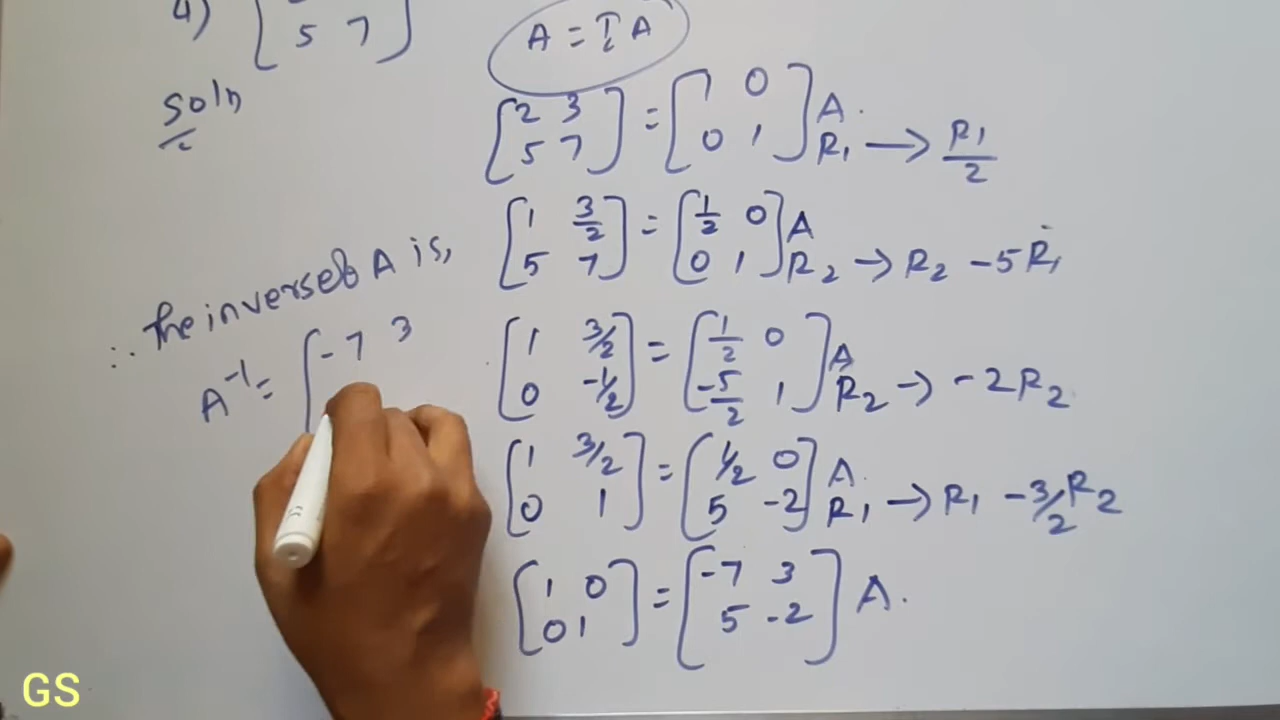 4) [
5 7]
Soln
A = IA
[2 3
5 7] = [1 0
0 1] A.
R1 → R1/2
[1 3/2
5 7] = [1/2 0
0 1] A
R2 → R2 - 5R1
[1 3/2
0 -1/2] = [1/2 0
-5/2 1] A
R2 → -2R2
[1 3/2
0 1] = [1/2 0
5 -2] A.
R1 → R1 - 3/2 R2
[1 0
0 1] = [-7 3
5 -2] A.
∴ The inverse of A is,
A-1 = [-7 3
GS